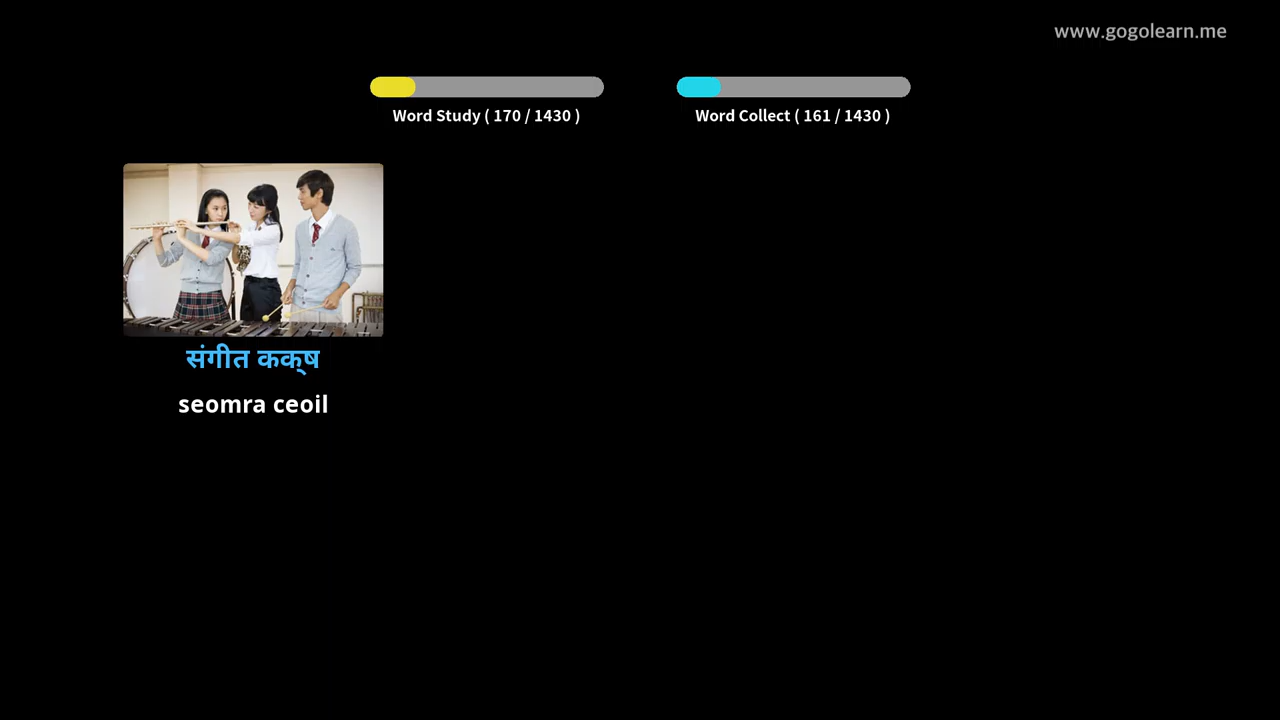 www.gogolearn.me
Word Study ( 170 / 1430 )
Word Collect ( 161 / 1430 )
संगीत कक्ष
seomra ceoil